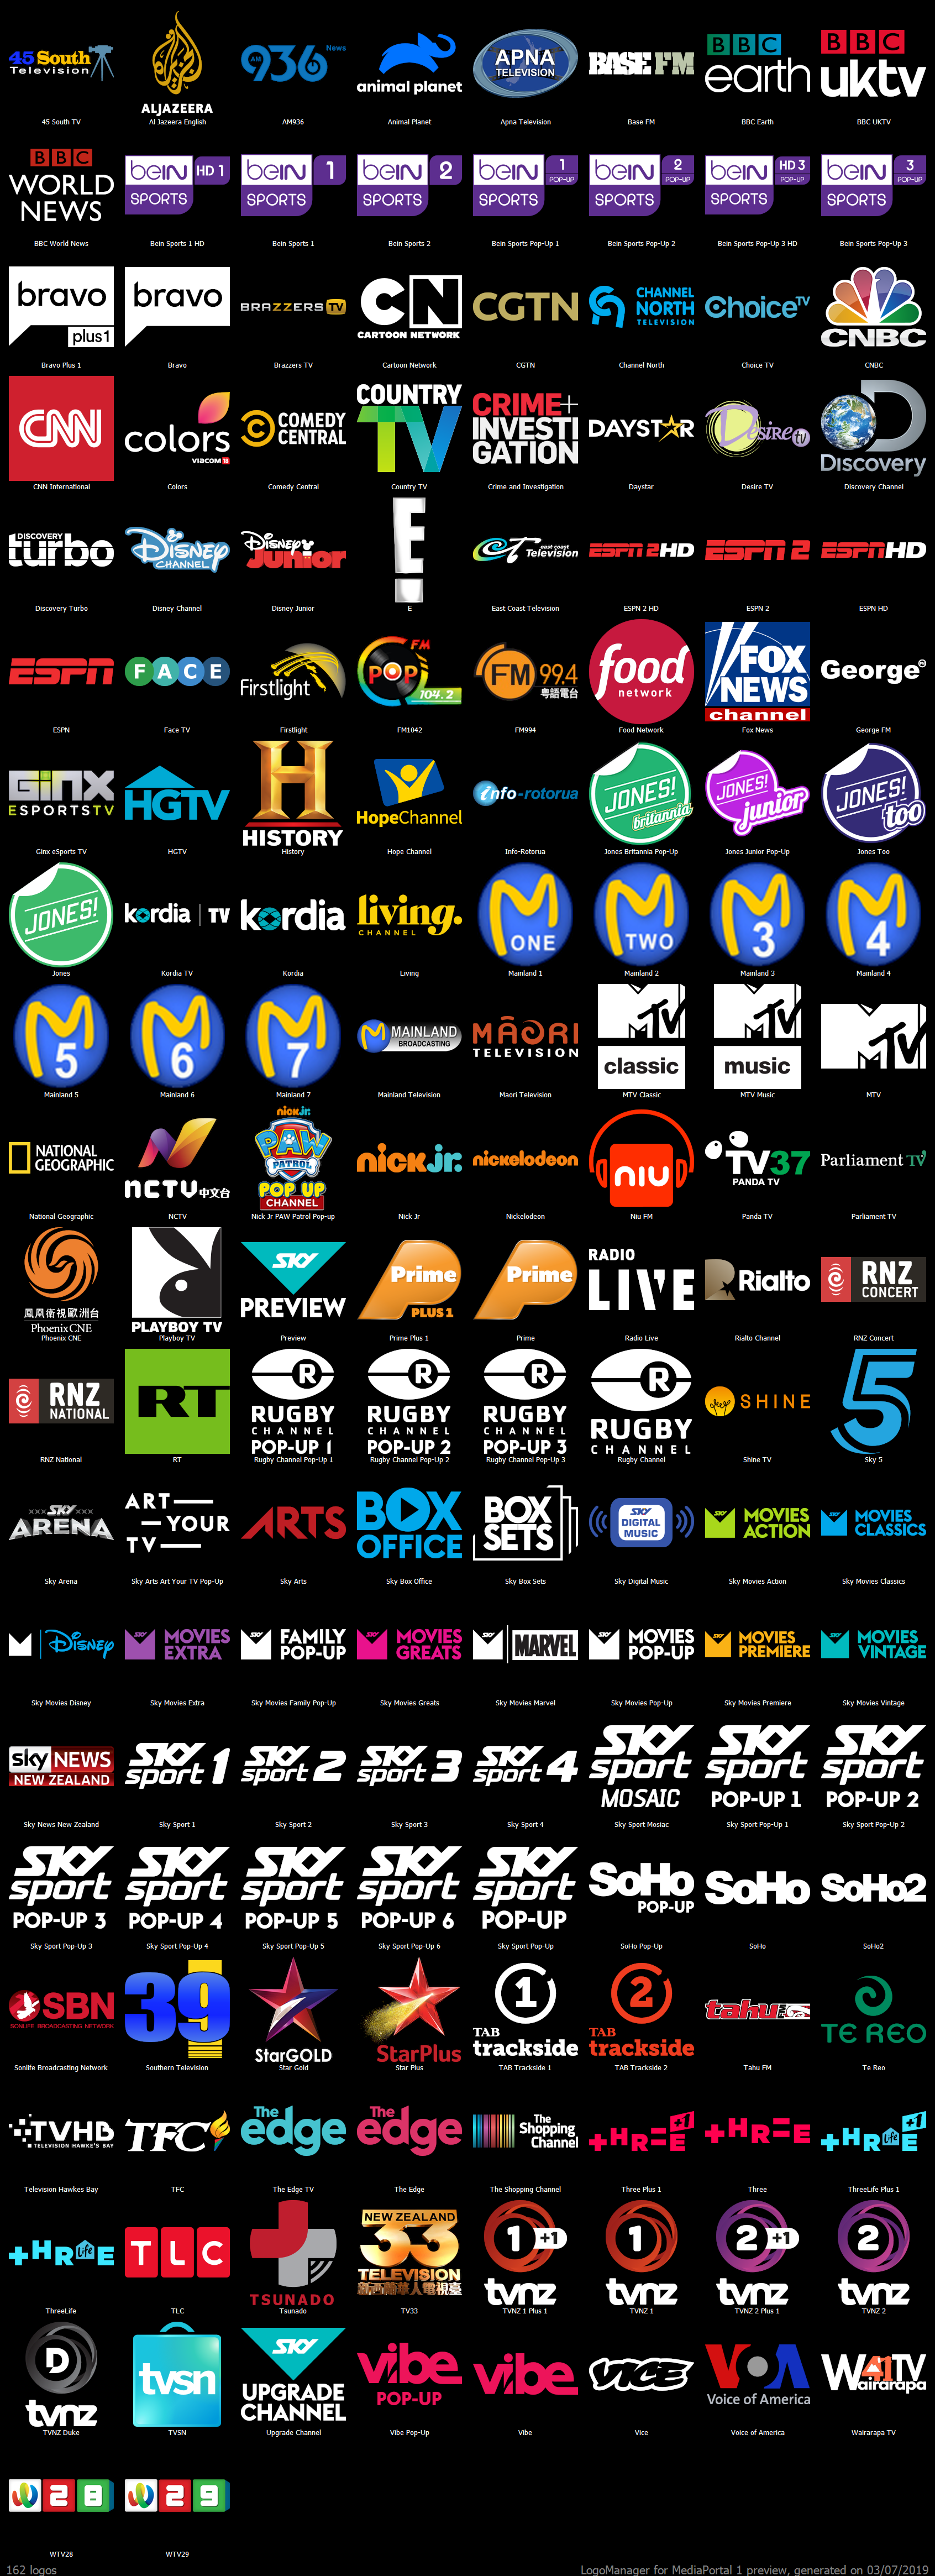 45 South
Television
ALJAZEERA
AM 936 News
animal planet
APNA
TELEVISION
BASE FM
BBC
earth
BBC
uktv
45 South TV
Al Jazeera English
AM936
Animal Planet
Apna Television
Base FM
BBC Earth
BBC UKTV
BBC
WORLD
NEWS
beIN HD 1
SPORTS
beIN 1
SPORTS
beIN 2
SPORTS
beIN 1 POP-UP
SPORTS
beIN 2 POP-UP
SPORTS
beIN HD 3 POP-UP
SPORTS
beIN 3 POP-UP
SPORTS
BBC World News
Bein Sports 1 HD
Bein Sports 1
Bein Sports 2
Bein Sports Pop-Up 1
Bein Sports Pop-Up 2
Bein Sports Pop-Up 3 HD
Bein Sports Pop-Up 3
bravo
plus1
bravo
BRAZZERS TV
CN
CARTOON NETWORK
CGTN
CHANNEL
NORTH
TELEVISION
ChoiceTV
CNBC
Bravo Plus 1
Bravo
Brazzers TV
Cartoon Network
CGTN
Channel North
Choice TV
CNBC
CNN
colors
VIACOM 18
COMEDY
CENTRAL
COUNTRY
TV
CRIME+
INVESTI
GATION
DAYSTAR
Desire tv
Discovery
CNN International
Colors
Comedy Central
Country TV
Crime and Investigation
Daystar
Desire TV
Discovery Channel
DISCOVERY
turbo
Disney
CHANNEL
Disney
Junior
E!
east coast
Television
ESPN 2HD
ESPN 2
ESPN HD
Discovery Turbo
Disney Channel
Disney Junior
E
East Coast Television
ESPN 2 HD
ESPN 2
ESPN HD
ESPN
FACE
Firstlight
POP FM
104.2
FM 99.4
粵語電台
food
network
FOX
NEWS
channel
George
ESPN
Face TV
Firstlight
FM1042
FM994
Food Network
Fox News
George FM
GINX
ESPORTSTV
HGTV
H
HISTORY
HopeChannel
info-rotorua
JONES!
britannia
JONES!
junior
JONES!
too
Ginx eSports TV
HGTV
History
Hope Channel
Info-Rotorua
Jones Britannia Pop-Up
Jones Junior Pop-Up
Jones Too
JONES!
kordia | TV
kordia
living.
CHANNEL
M ONE
M TWO
M 3
M 4
Jones
Kordia TV
Kordia
Living
Mainland 1
Mainland 2
Mainland 3
Mainland 4
M 5
M 6
M 7
M MAINLAND
BROADCASTING
MĀORI
TELEVISION
MTV
classic
MTV
music
MTV
Mainland 5
Mainland 6
Mainland 7
Mainland Television
Maori Television
MTV Classic
MTV Music
MTV
NATIONAL
GEOGRAPHIC
NCTV 中文台
nick jr.
PAW
PATROL
POP UP
CHANNEL
nick jr.
nickelodeon
niu
TV37
PANDA TV
Parliament TV
National Geographic
NCTV
Nick Jr PAW Patrol Pop-up
Nick Jr
Nickelodeon
Niu FM
Panda TV
Parliament TV
鳳凰衛視歐洲台
Phoenix CNE
PLAYBOY TV
SKY
PREVIEW
Prime
PLUS 1
Prime
RADIO
LIVE
Rialto
RNZ
CONCERT
Phoenix CNE
Playboy TV
Preview
Prime Plus 1
Prime
Radio Live
Rialto Channel
RNZ Concert
RNZ
NATIONAL
RT
R
RUGBY
CHANNEL
POP-UP 1
R
RUGBY
CHANNEL
POP-UP 2
R
RUGBY
CHANNEL
POP-UP 3
R
RUGBY
CHANNEL
SHINE
5
RNZ National
RT
Rugby Channel Pop-Up 1
Rugby Channel Pop-Up 2
Rugby Channel Pop-Up 3
Rugby Channel
Shine TV
Sky 5
SKY
ARENA
ART
YOUR
TV
ARTS
BOX
OFFICE
BOX
SETS
SKY
DIGITAL
MUSIC
SKY MOVIES
ACTION
SKY MOVIES
CLASSICS
Sky Arena
Sky Arts Art Your TV Pop-Up
Sky Arts
Sky Box Office
Sky Box Sets
Sky Digital Music
Sky Movies Action
Sky Movies Classics
Disney
SKY MOVIES
EXTRA
SKY FAMILY
POP-UP
SKY MOVIES
GREATS
SKY MARVEL
SKY MOVIES
POP-UP
SKY MOVIES
PREMIERE
SKY MOVIES
VINTAGE
Sky Movies Disney
Sky Movies Extra
Sky Movies Family Pop-Up
Sky Movies Greats
Sky Movies Marvel
Sky Movies Pop-Up
Sky Movies Premiere
Sky Movies Vintage
sky NEWS
NEW ZEALAND
SKY
sport 1
SKY
sport 2
SKY
sport 3
SKY
sport 4
SKY
sport
MOSAIC
SKY
sport
POP-UP 1
SKY
sport
POP-UP 2
Sky News New Zealand
Sky Sport 1
Sky Sport 2
Sky Sport 3
Sky Sport 4
Sky Sport Mosiac
Sky Sport Pop-Up 1
Sky Sport Pop-Up 2
SKY
sport
POP-UP 3
SKY
sport
POP-UP 4
SKY
sport
POP-UP 5
SKY
sport
POP-UP 6
SKY
sport
POP-UP
SoHo
POP-UP
SoHo
SoHo2
Sky Sport Pop-Up 3
Sky Sport Pop-Up 4
Sky Sport Pop-Up 5
Sky Sport Pop-Up 6
Sky Sport Pop-Up
SoHo Pop-Up
SoHo
SoHo2
SBN
SONLIFE BROADCASTING NETWORK
39
StarGOLD
StarPlus
1
TAB
trackside
2
TAB
trackside
tahu FM
TE REO
Sonlife Broadcasting Network
Southern Television
Star Gold
Star Plus
TAB Trackside 1
TAB Trackside 2
Tahu FM
Te Reo
TVHB
TELEVISION HAWKE'S BAY
TFC
The
edge
The
edge
The
Shopping
Channel
+HR=E +1
+HR=E
+HR E Life +1
Television Hawkes Bay
TFC
The Edge TV
The Edge
The Shopping Channel
Three Plus 1
Three
ThreeLife Plus 1
+HR E Life
TLC
TSUNADO
NEW ZEALAND
33
TELEVISION
新西蘭華人電視臺
1 +1
tvnz
1
tvnz
2 +1
tvnz
2
tvnz
ThreeLife
TLC
Tsunado
TV33
TVNZ 1 Plus 1
TVNZ 1
TVNZ 2 Plus 1
TVNZ 2
D
tvnz
tvsn
SKY
UPGRADE
CHANNEL
vibe
POP-UP
vibe
VICE
VOA
Voice of America
W41TV
Wairarapa
TVNZ Duke
TVSN
Upgrade Channel
Vibe Pop-Up
Vibe
Vice
Voice of America
Wairarapa TV
28
29
WTV28
WTV29
162 logos
LogoManager for MediaPortal 1 preview, generated on 03/07/2019